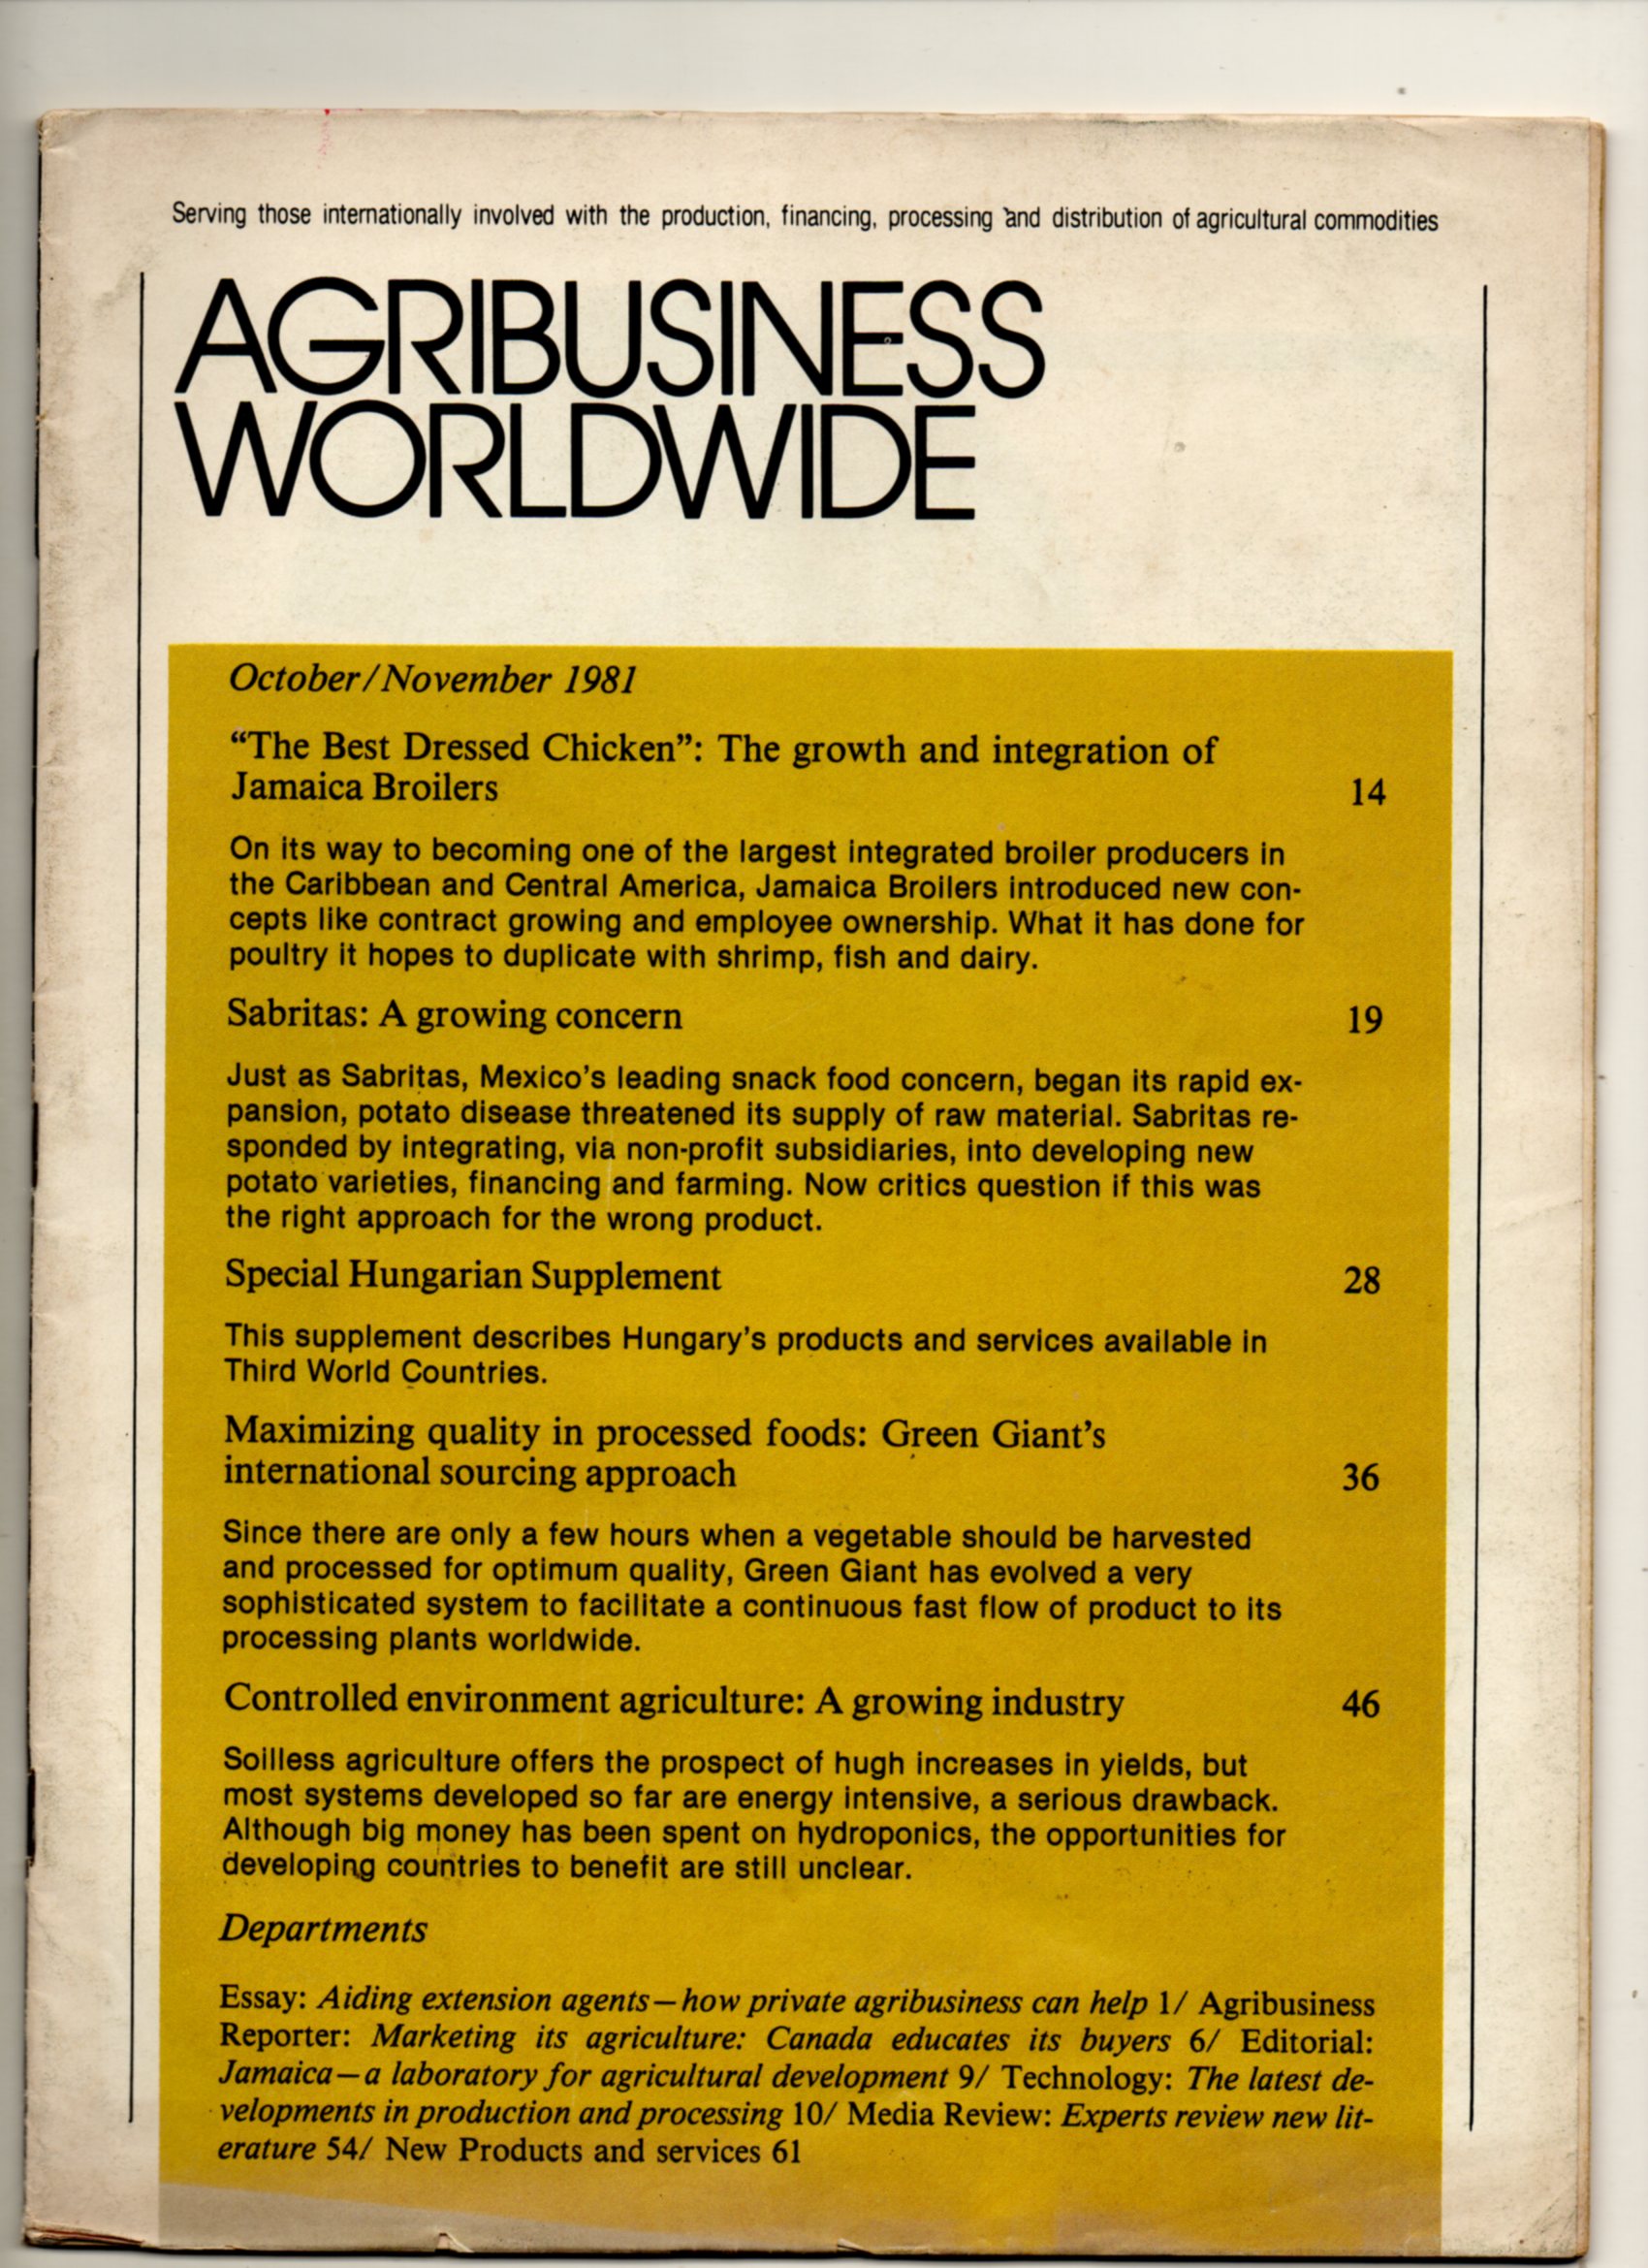 Serving those internationally involved with the production, financing, processing and distribution of agricultural commodities
AGRIBUSINESS
WORLDWIDE
October/November 1981
“The Best Dressed Chicken”: The growth and integration of
Jamaica Broilers 14
On its way to becoming one of the largest integrated broiler producers in
the Caribbean and Central America, Jamaica Broilers introduced new con-
cepts like contract growing and employee ownership. What it has done for
poultry it hopes to duplicate with shrimp, fish and dairy.
Sabritas: A growing concern 19
Just as Sabritas, Mexico’s leading snack food concern, began its rapid ex-
pansion, potato disease threatened its supply of raw material. Sabritas re-
sponded by integrating, via non-profit subsidiaries, into developing new
potato varieties, financing and farming. Now critics question if this was
the right approach for the wrong product.
Special Hungarian Supplement 28
This supplement describes Hungary’s products and services available in
Third World Countries.
Maximizing quality in processed foods: Green Giant’s
international sourcing approach 36
Since there are only a few hours when a vegetable should be harvested
and processed for optimum quality, Green Giant has evolved a very
sophisticated system to facilitate a continuous fast flow of product to its
processing plants worldwide.
Controlled environment agriculture: A growing industry 46
Soilless agriculture offers the prospect of hugh increases in yields, but
most systems developed so far are energy intensive, a serious drawback.
Although big money has been spent on hydroponics, the opportunities for
developing countries to benefit are still unclear.
Departments
Essay: Aiding extension agents—how private agribusiness can help 1/ Agribusiness
Reporter: Marketing its agriculture: Canada educates its buyers 6/ Editorial:
Jamaica—a laboratory for agricultural development 9/ Technology: The latest de-
velopments in production and processing 10/ Media Review: Experts review new lit-
erature 54/ New Products and services 61